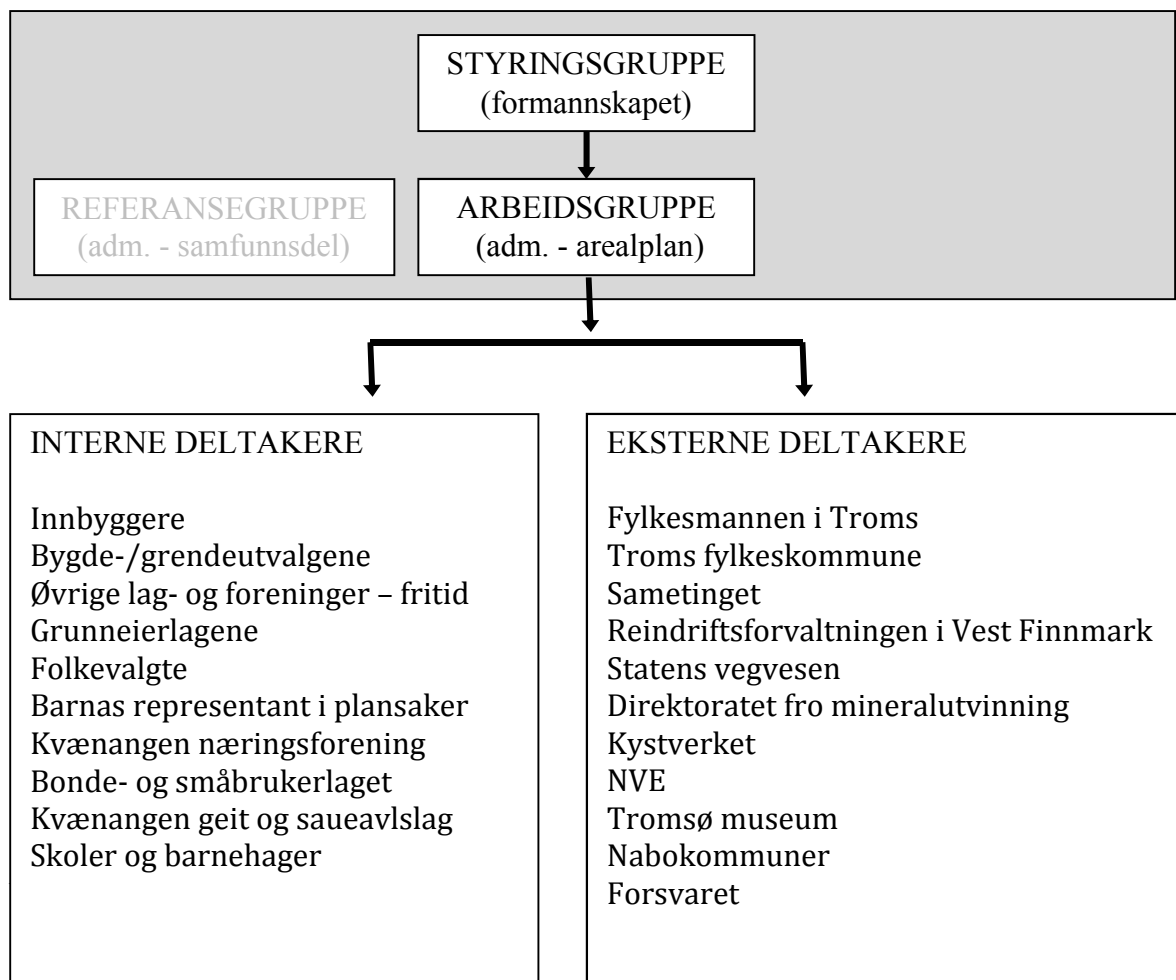 STYRINGSGRUPPE
(formannskapet)
REFERANSEGRUPPE
(adm. - samfunnsdel)
ARBEIDSGRUPPE
(adm. - arealplan)
INTERNE DELTAKERE
Innbyggere
Bygde-/grendeutvalgene
Øvrige lag- og foreninger – fritid
Grunneierlagene
Folkevalgte
Barnas representant i plansaker
Kvænangen næringsforening
Bonde- og småbrukerlaget
Kvænangen geit og saueavlslag
Skoler og barnehager
EKSTERNE DELTAKERE
Fylkesmannen i Troms
Troms fylkeskommune
Sametinget
Reindriftsforvaltningen i Vest Finnmark
Statens vegvesen
Direktoratet fro mineralutvinning
Kystverket
NVE
Tromsø museum
Nabokommuner
Forsvaret